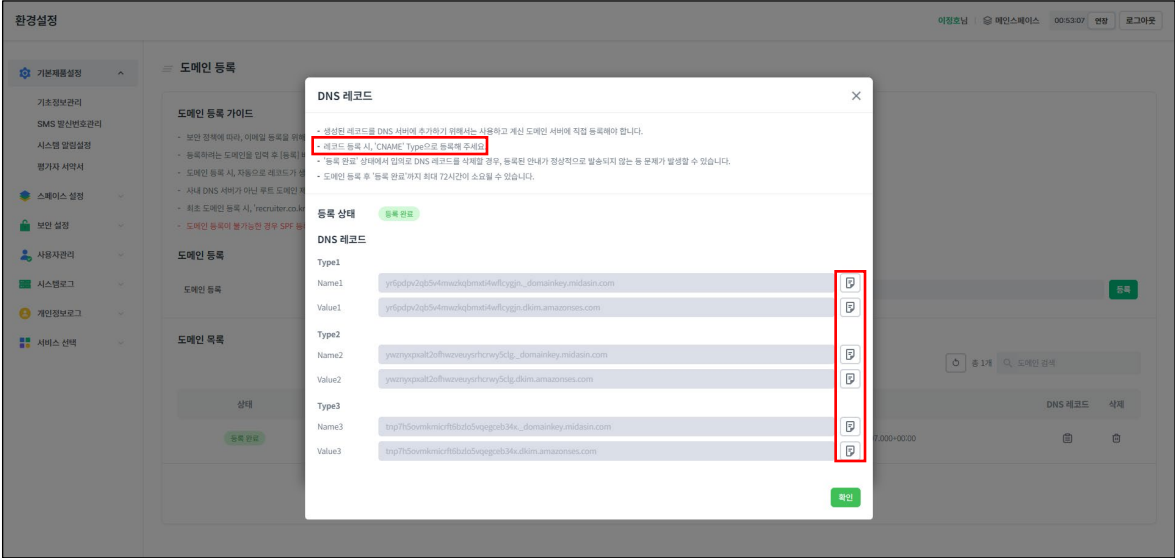 환경설정
이정호님
메인스페이스
00:53:07
연장
로그아웃
기본제품설정
기초정보관리
SMS 발신번호관리
시스템 알림설정
평가자 서약서
스페이스 설정
보안 설정
사용자관리
시스템로그
개인정보로그
서비스 선택
도메인 등록
도메인 등록 가이드
- 보안 정책에 따라, 이메일 등록을 위해
- 등록하려는 도메인을 입력 후 [등록]
- 도메인 등록 시, 자동으로 레코드가
- 사내 DNS 서버가 아닌 루트 도메인
- 최초 도메인 등록 시, 'recruiter.co.kr
- 도메인 등록이 불가능한 경우 SPF
도메인 등록
도메인 등록
등록
도메인 목록
총 1개
도메인 검색
상태
DNS 레코드
삭제
등록 완료
7.000+00:00
DNS 레코드
- 생성된 레코드를 DNS 서버에 추가하기 위해서는 사용하고 계신 도메인 서버에 직접 등록해야 합니다.
- 레코드 등록 시, 'CNAME' Type으로 등록해 주세요.
- '등록 완료' 상태에서 임의로 DNS 레코드를 삭제할 경우, 등록된 안내가 정상적으로 발송되지 않는 등 문제가 발생할 수 있습니다.
- 도메인 등록 후 '등록 완료'까지 최대 72시간이 소요될 수 있습니다.
등록 상태
등록 완료
DNS 레코드
Type1
Name1
Value1
Type2
Name2
Value2
Type3
Name3
Value3
확인